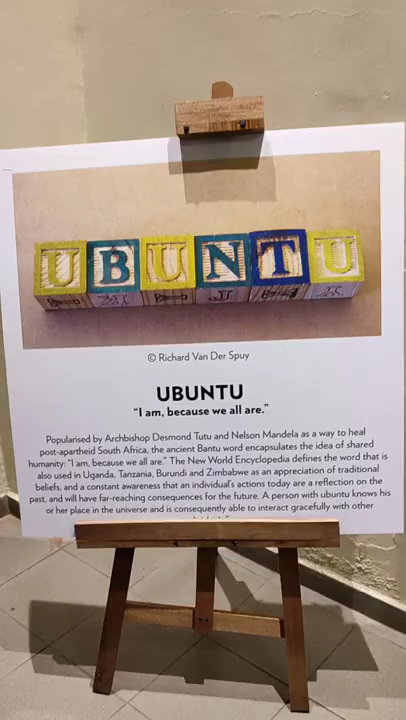 UBUNTU
© Richard Van Der Spuy
UBUNTU
“I am, because we all are.”
Popularised by Archbishop Desmond Tutu and Nelson Mandela as a way to heal
post-apartheid South Africa, the ancient Bantu word encapsulates the idea of shared
humanity: “I am, because we all are.” The New World Encyclopedia defines the word that is
also used in Uganda, Tanzania, Burundi and Zimbabwe as an appreciation of traditional
beliefs, and a constant awareness that an individual's actions today are a reflection on the
past, and will have far-reaching consequences for the future. A person with ubuntu knows his
or her place in the universe and is consequently able to interact gracefully with other